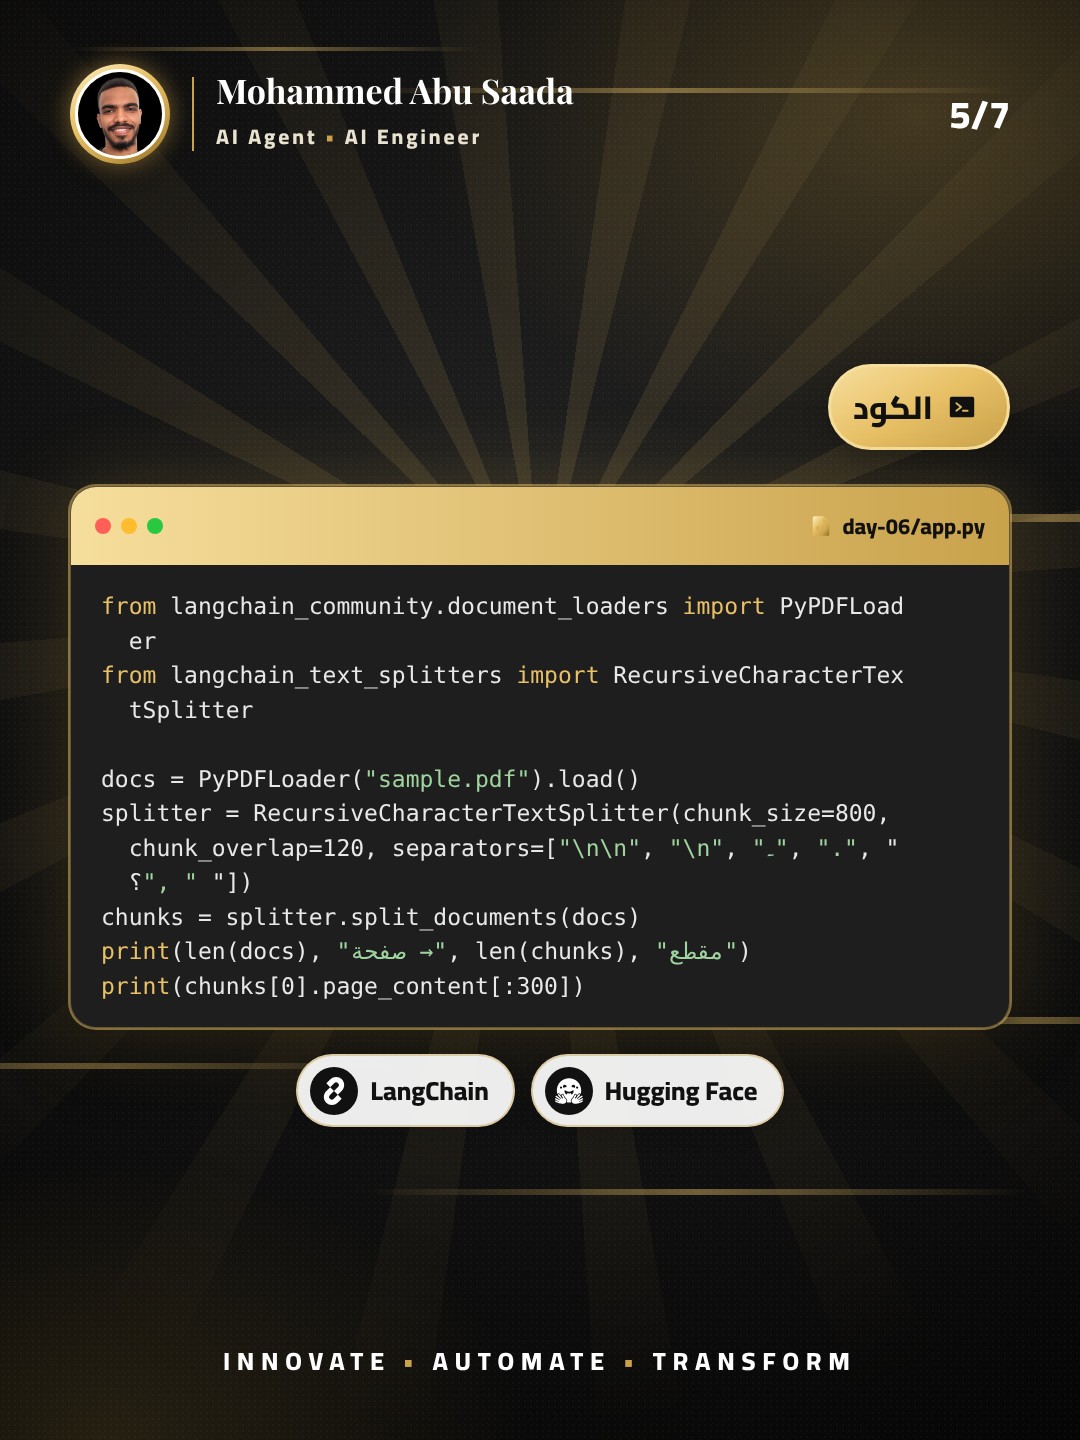 Mohammed Abu Saada
AI Agent ▪ AI Engineer
5/7
الكود
day-06/app.py
from langchain_community.document_loaders import PyPDFLoad
er
from langchain_text_splitters import RecursiveCharacterTex
tSplitter
docs = PyPDFLoader("sample.pdf").load()
splitter = RecursiveCharacterTextSplitter(chunk_size=800,
chunk_overlap=120, separators=["\n\n", "\n", "۔", ".", "
؟", " "])
chunks = splitter.split_documents(docs)
print(len(docs), "صفحة →", len(chunks), "مقطع")
print(chunks[0].page_content[:300])
LangChain
Hugging Face
INNOVATE ▪ AUTOMATE ▪ TRANSFORM